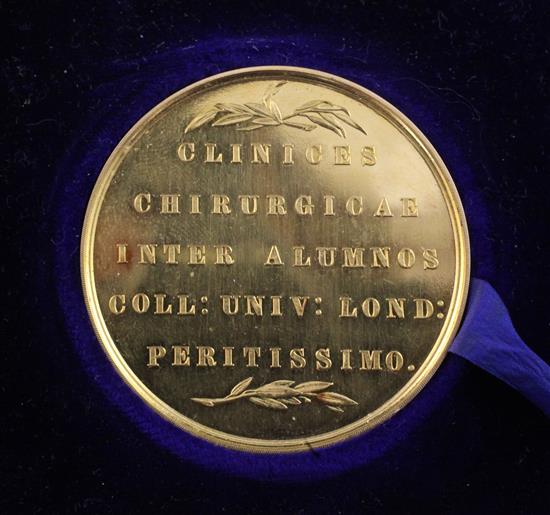 CLINICES
CHIRURGICAE
INTER ALUMNOS
COLL: UNIV: LOND:
PERITISSIMO.